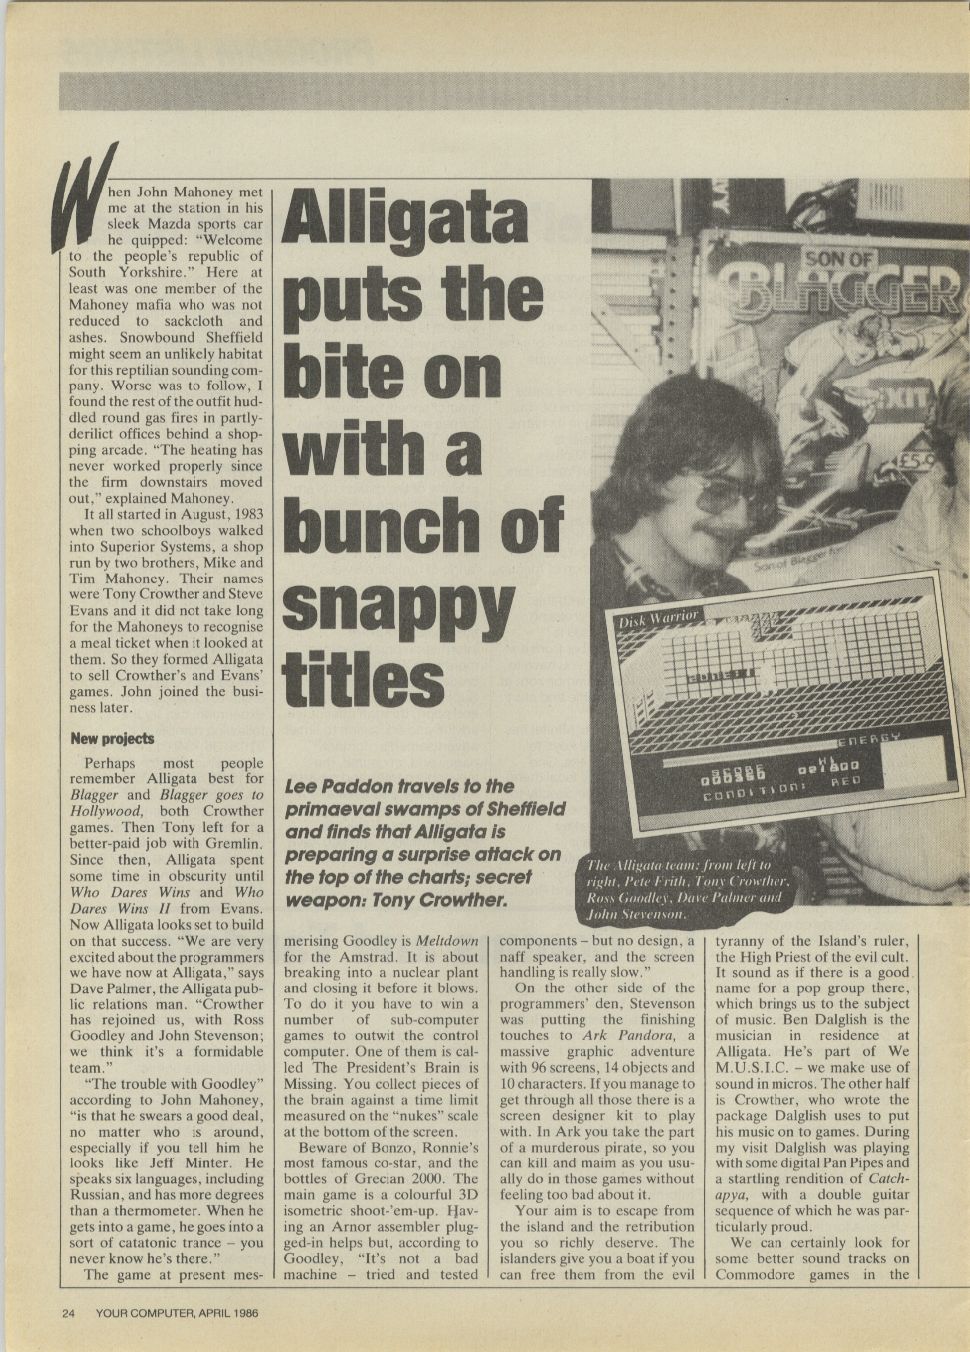 When John Mahoney met
me at the station in his
sleek Mazda sports car
he quipped: “Welcome
to the people’s republic of
South Yorkshire.” Here at
least was one member of the
Mahoney mafia who was not
reduced to sackcloth and
ashes. Snowbound Sheffield
might seem an unlikely habitat
for this reptilian sounding com-
pany. Worse was to follow, I
found the rest of the outfit hud-
dled round gas fires in partly-
derilict offices behind a shop-
ping arcade. “The heating has
never worked properly since
the firm downstairs moved
out,” explained Mahoney.
It all started in August, 1983
when two schoolboys walked
into Superior Systems, a shop
run by two brothers, Mike and
Tim Mahoney. Their names
were Tony Crowther and Steve
Evans and it did not take long
for the Mahoneys to recognise
a meal ticket when it looked at
them. So they formed Alligata
to sell Crowther’s and Evans’
games. John joined the busi-
ness later.
New projects
Perhaps most people
remember Alligata best for
Blagger and Blagger goes to
Hollywood, both Crowther
games. Then Tony left for a
better-paid job with Gremlin.
Since then, Alligata spent
some time in obscurity until
Who Dares Wins and Who
Dares Wins II from Evans.
Now Alligata looks set to build
on that success. “We are very
excited about the programmers
we have now at Alligata,” says
Dave Palmer, the Alligata pub-
lic relations man. “Crowther
has rejoined us, with Ross
Goodley and John Stevenson;
we think it’s a formidable
team.”
“The trouble with Goodley”
according to John Mahoney,
“is that he swears a good deal,
no matter who is around,
especially if you tell him he
looks like Jeff Minter. He
speaks six languages, including
Russian, and has more degrees
than a thermometer. When he
gets into a game, he goes into a
sort of catatonic trance – you
never know he’s there.”
The game at present mes-
Alligata
puts the
bite on
with a
bunch of
snappy
titles
Lee Paddon travels to the
primaeval swamps of Sheffield
and finds that Alligata is
preparing a surprise attack on
the top of the charts; secret
weapon: Tony Crowther.
SON OF
BLAGGER
EXIT
Son of Blagger
Disk Warrior
ENERGY
SCORE HI
CONDITION: RED
The Alligata team: from left to
right, Pete Frith, Tony Crowther,
Ross Goodley, Dave Palmer and
John Stevenson.
merising Goodley is Meltdown
for the Amstrad. It is about
breaking into a nuclear plant
and closing it before it blows.
To do it you have to win a
number of sub-computer
games to outwit the control
computer. One of them is cal-
led The President’s Brain is
Missing. You collect pieces of
the brain against a time limit
measured on the “nukes” scale
at the bottom of the screen.
Beware of Bonzo, Ronnie’s
most famous co-star, and the
bottles of Grecian 2000. The
main game is a colourful 3D
isometric shoot-’em-up. Hav-
ing an Arnor assembler plug-
ged-in helps but, according to
Goodley, “It’s not a bad
machine – tried and tested
components – but no design, a
naff speaker, and the screen
handling is really slow.”
On the other side of the
programmers’ den, Stevenson
was putting the finishing
touches to Ark Pandora, a
massive graphic adventure
with 96 screens, 14 objects and
10 characters. If you manage to
get through all those there is a
screen designer kit to play
with. In Ark you take the part
of a murderous pirate, so you
can kill and maim as you usu-
ally do in those games without
feeling too bad about it.
Your aim is to escape from
the island and the retribution
you so richly deserve. The
islanders give you a boat if you
can free them from the evil
tyranny of the Island’s ruler,
the High Priest of the evil cult.
It sound as if there is a good
name for a pop group there,
which brings us to the subject
of music. Ben Dalglish is the
musician in residence at
Alligata. He’s part of We
M.U.S.I.C. – we make use of
sound in micros. The other half
is Crowther, who wrote the
package Dalglish uses to put
his music on to games. During
my visit Dalglish was playing
with some digital Pan Pipes and
a startling rendition of Catch-
apya, with a double guitar
sequence of which he was par-
ticularly proud.
We can certainly look for
some better sound tracks on
Commodore games in the
24 YOUR COMPUTER, APRIL 1986